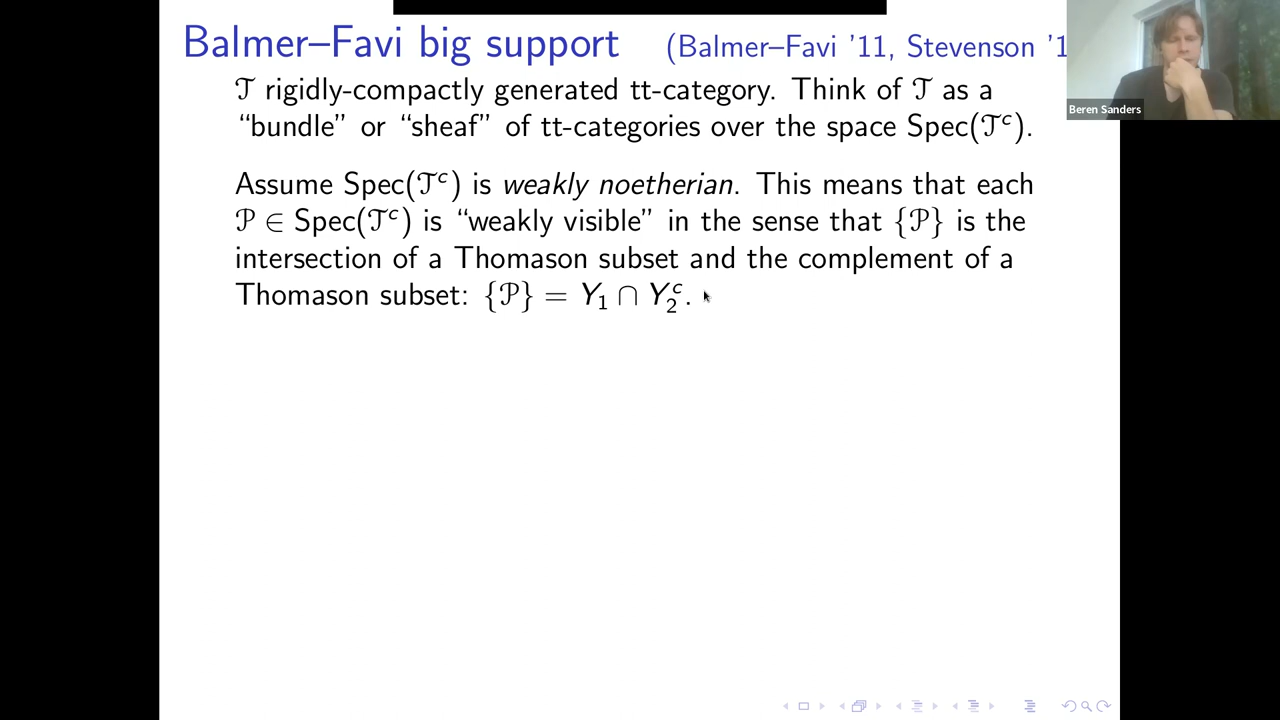 Balmer–Favi big support (Balmer–Favi '11, Stevenson '1
Beren Sanders
𝒯 rigidly-compactly generated tt-category. Think of 𝒯 as a
“bundle” or “sheaf” of tt-categories over the space Spec(𝒯ᶜ).
Assume Spec(𝒯ᶜ) is weakly noetherian. This means that each
𝒫 ∈ Spec(𝒯ᶜ) is “weakly visible” in the sense that {𝒫} is the
intersection of a Thomason subset and the complement of a
Thomason subset: {𝒫} = Y₁ ∩ Y₂ᶜ.